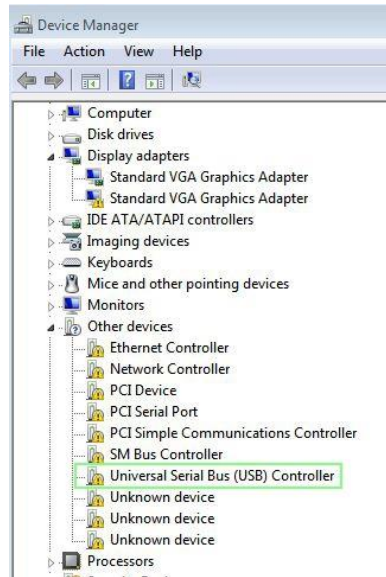 Device Manager
File Action View Help
Computer
Disk drives
Display adapters
Standard VGA Graphics Adapter
Standard VGA Graphics Adapter
IDE ATA/ATAPI controllers
Imaging devices
Keyboards
Mice and other pointing devices
Monitors
Other devices
Ethernet Controller
Network Controller
PCI Device
PCI Serial Port
PCI Simple Communications Controller
SM Bus Controller
Universal Serial Bus (USB) Controller
Unknown device
Unknown device
Unknown device
Processors